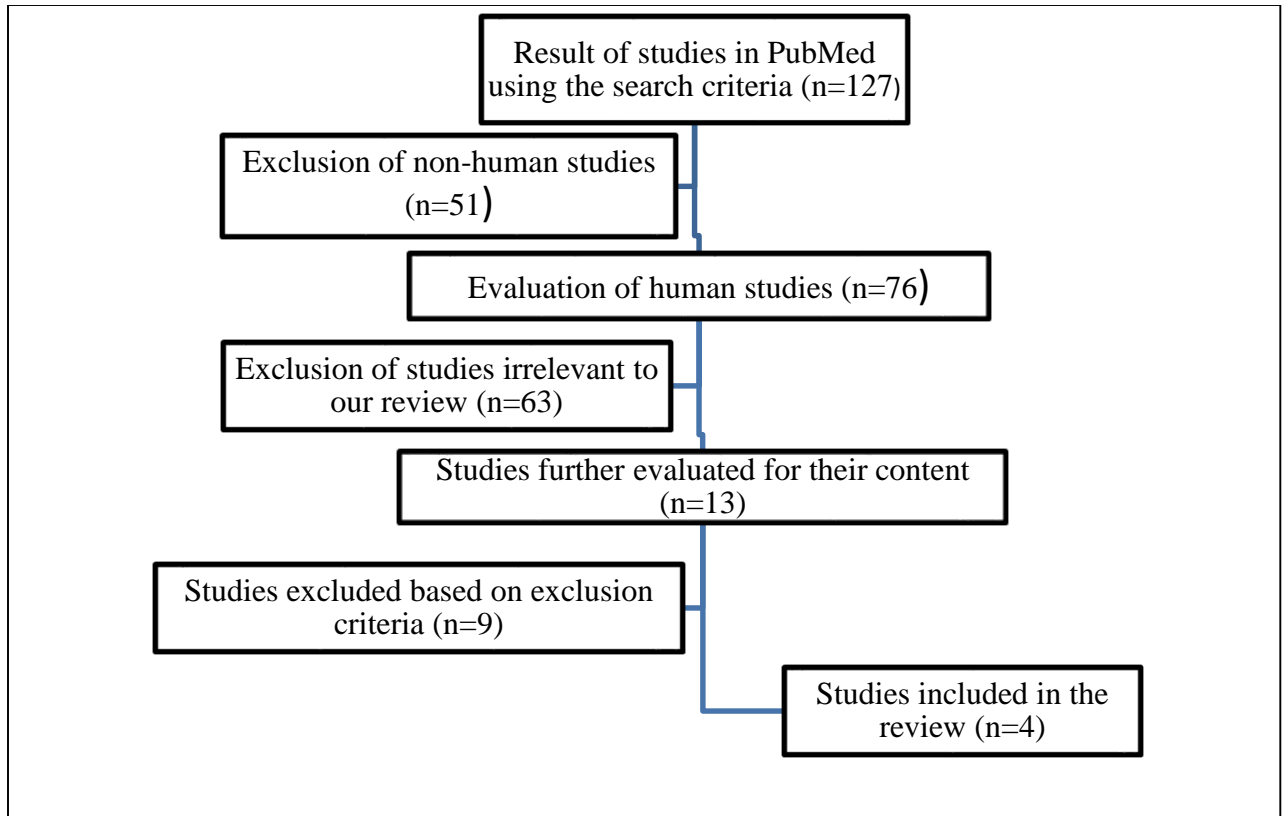 Result of studies in PubMed
using the search criteria (n=127)
Exclusion of non-human studies
(n=51)
Evaluation of human studies (n=76)
Exclusion of studies irrelevant to
our review (n=63)
Studies further evaluated for their content
(n=13)
Studies excluded based on exclusion
criteria (n=9)
Studies included in the
review (n=4)